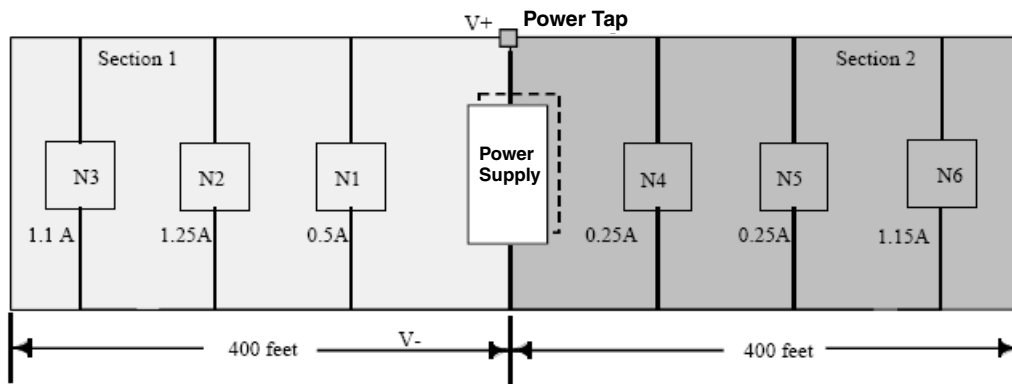 V+ Power Tap
Section 1
Section 2
N3
N2
N1
Power
Supply
N4
N5
N6
1.1 A
1.25A
0.5A
0.25A
0.25A
1.15A
400 feet
V-
400 feet